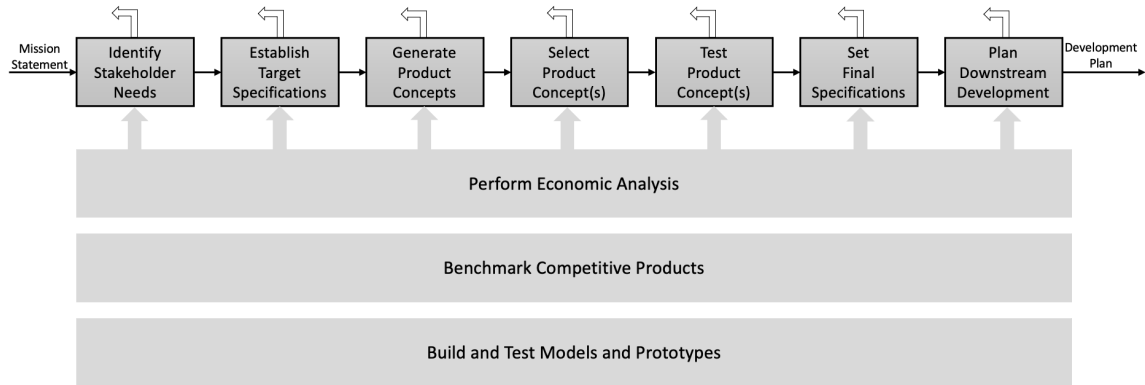 Mission
Statement
Identify
Stakeholder
Needs
Establish
Target
Specifications
Generate
Product
Concepts
Select
Product
Concept(s)
Test
Product
Concept(s)
Set
Final
Specifications
Plan
Downstream
Development
Development
Plan
Perform Economic Analysis
Benchmark Competitive Products
Build and Test Models and Prototypes